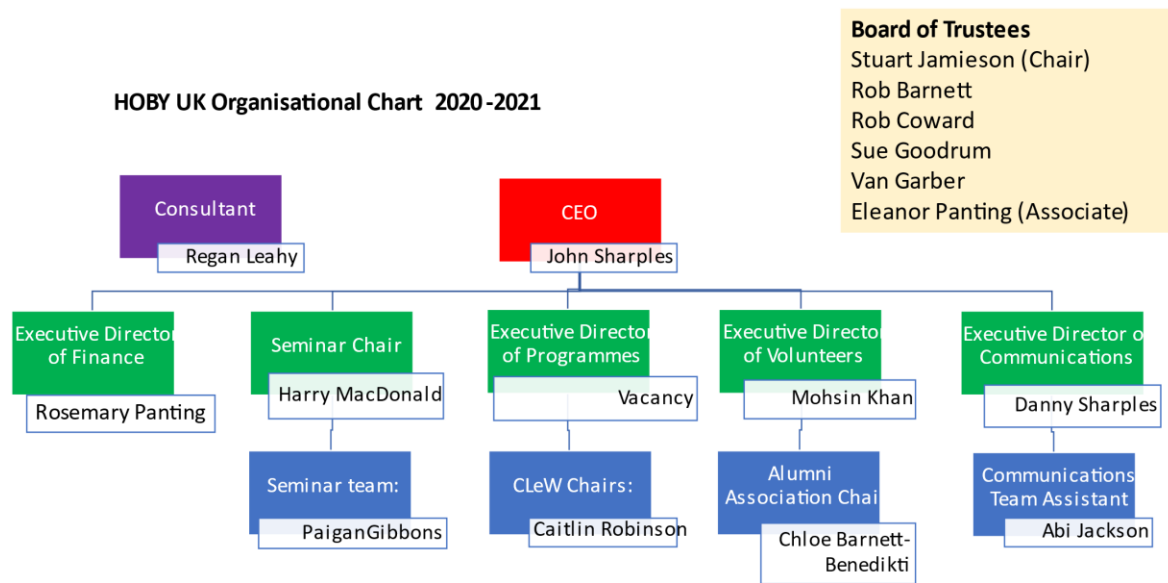 Board of Trustees
Stuart Jamieson (Chair)
Rob Barnett
Rob Coward
Sue Goodrum
Van Garber
Eleanor Panting (Associate)
HOBY UK Organisational Chart 2020 -2021
Consultant
Regan Leahy
CEO
John Sharples
Executive Director
of Finance
Rosemary Panting
Seminar Chair
Harry MacDonald
Executive Director
of Programmes
Vacancy
Executive Director
of Volunteers
Mohsin Khan
Executive Director o
Communications
Danny Sharples
Seminar team:
PaiganGibbons
CLeW Chairs:
Caitlin Robinson
Alumni
Association Chai
Chloe Barnett-
Benedikti
Communications
Team Assistant
Abi Jackson